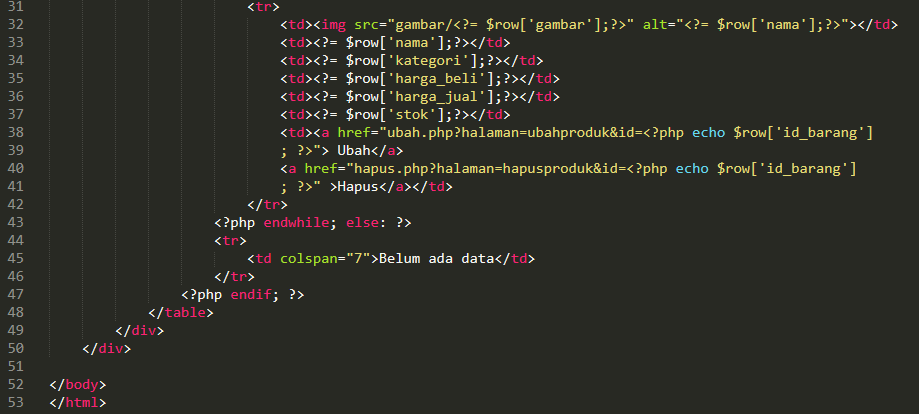 31 <tr>
32 <td><img src="gambar/<?= $row['gambar'];?>" alt="<?= $row['nama'];?>"></td>
33 <td><?= $row['nama'];?></td>
34 <td><?= $row['kategori'];?></td>
35 <td><?= $row['harga_beli'];?></td>
36 <td><?= $row['harga_jual'];?></td>
37 <td><?= $row['stok'];?></td>
38 <td><a href="ubah.php?halaman=ubahproduk&id=<?php echo $row['id_barang']
39 ; ?>"> Ubah</a>
40 <a href="hapus.php?halaman=hapusproduk&id=<?php echo $row['id_barang']
41 ; ?>" >Hapus</a></td>
42 </tr>
43 <?php endwhile; else: ?>
44 <tr>
45 <td colspan="7">Belum ada data</td>
46 </tr>
47 <?php endif; ?>
48 </table>
49 </div>
50 </div>
51
52 </body>
53 </html>